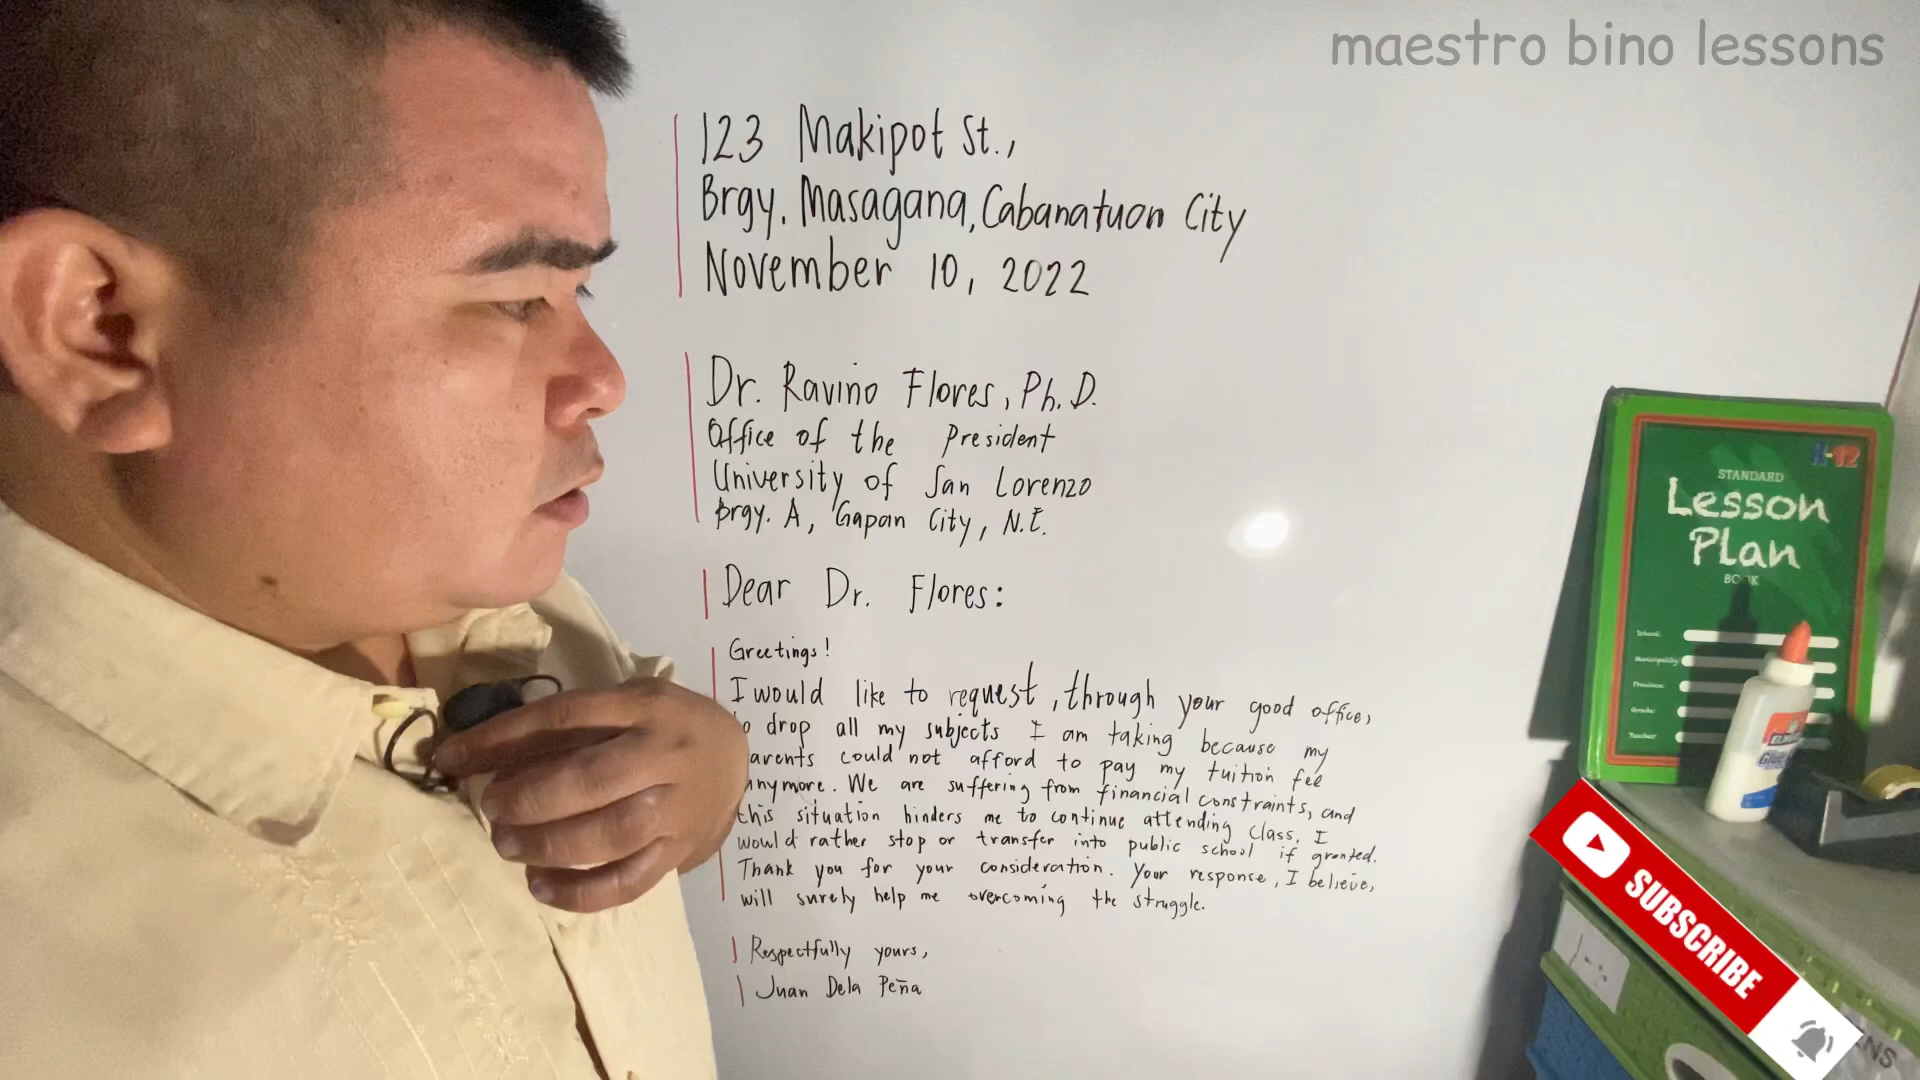 maestro bino lessons
123 Makipot St.,
Brgy. Masagana, Cabanatuan City
November 10, 2022
Dr. Ravino Flores, Ph.D.
Office of the President
University of San Lorenzo
Brgy. A, Gapan City, N.E.
Dear Dr. Flores:
Greetings!
I would like to request, through your good office,
to drop all my subjects I am taking because my
parents could not afford to pay my tuition fee
anymore. We are suffering from financial constraints, and
this situation hinders me to continue attending class. I
would rather stop or transfer into public school if granted.
Thank you for your consideration. Your response, I believe,
will surely help me overcoming the struggle.
Respectfully yours,
Juan Dela Peña
K-12
STANDARD
Lesson
Plan
BOOK
School:
Municipality:
Province:
Grade:
Teacher:
ELMER'S
SUBSCRIBE